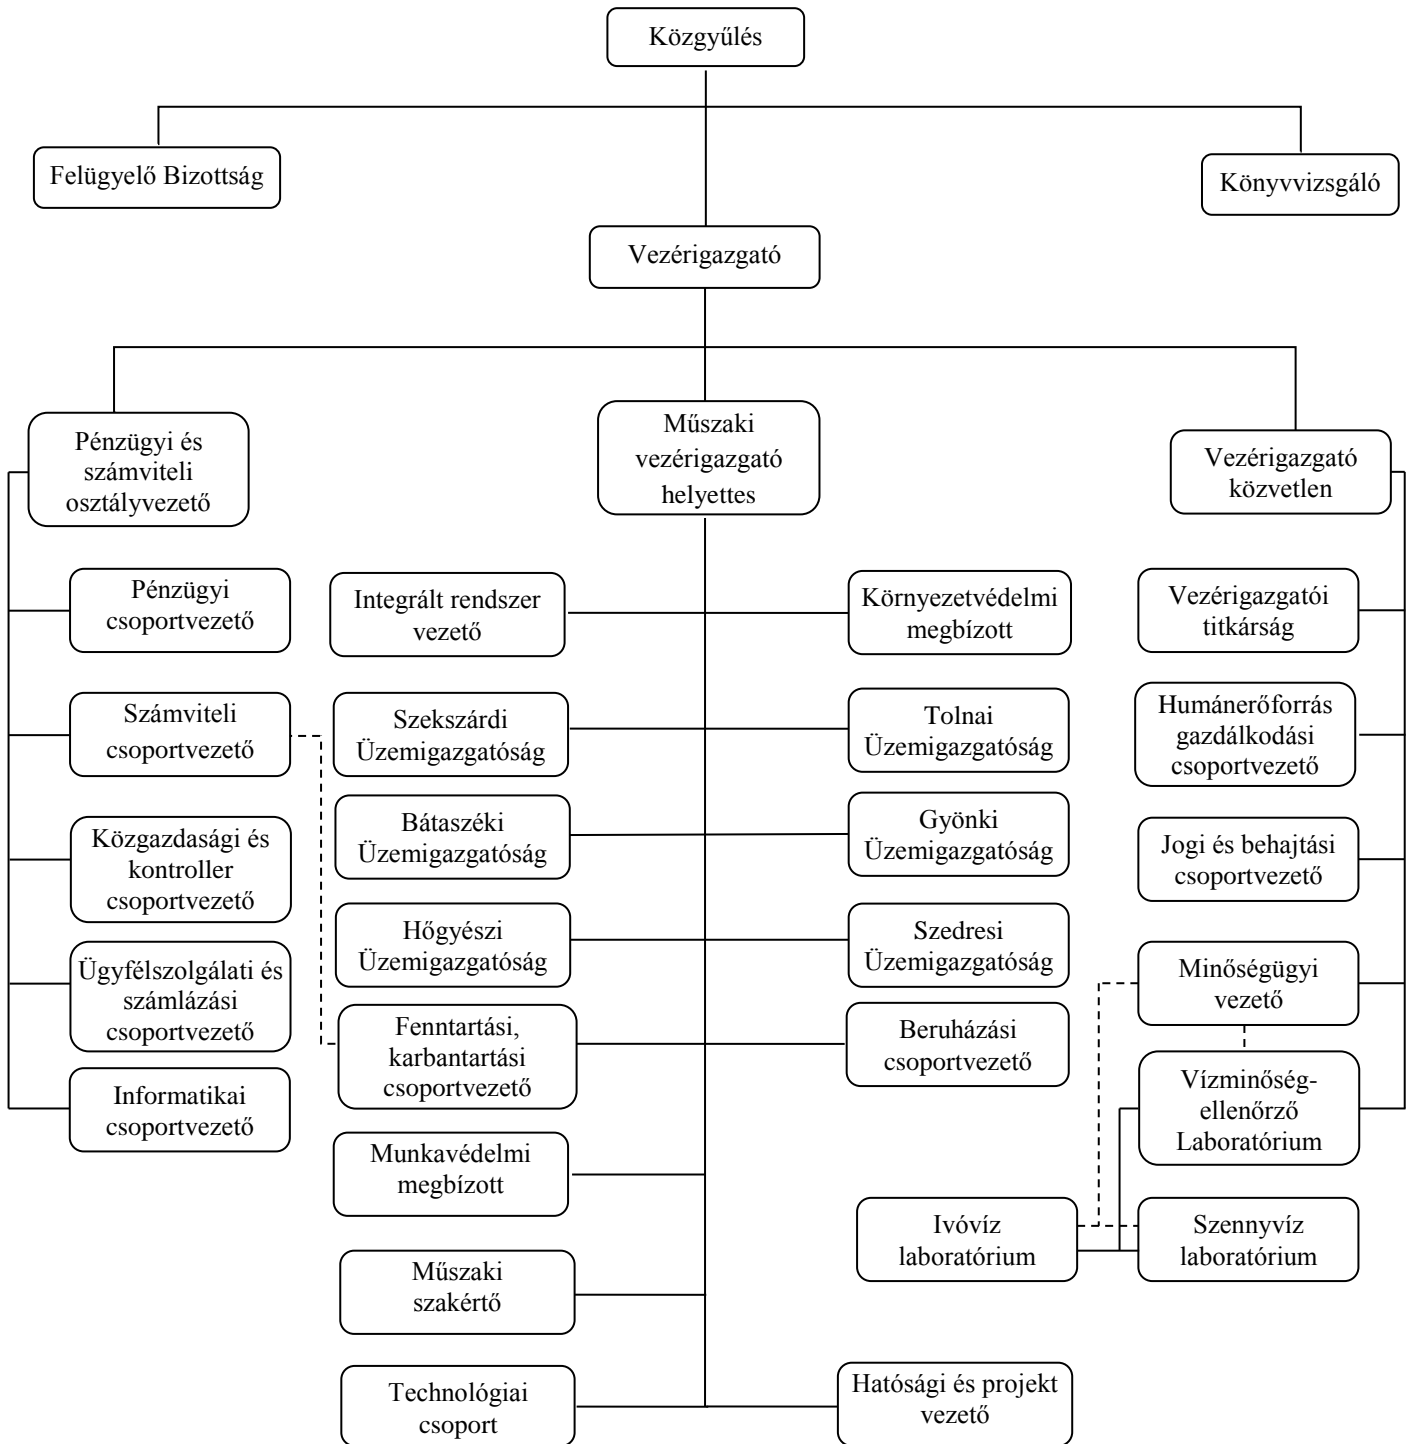 Közgyűlés
Felügyelő Bizottság
Könyvvizsgáló
Vezérigazgató
Pénzügyi és
számviteli
osztályvezető
Műszaki
vezérigazgató
helyettes
Vezérigazgató
közvetlen
Pénzügyi
csoportvezető
Integrált rendszer
vezető
Környezetvédelmi
megbízott
Vezérigazgatói
titkárság
Számviteli
csoportvezető
Szekszárdi
Üzemigazgatóság
Tolnai
Üzemigazgatóság
Humánerőforrás
gazdálkodási
csoportvezető
Közgazdasági és
kontroller
csoportvezető
Bátaszéki
Üzemigazgatóság
Gyönki
Üzemigazgatóság
Jogi és behajtási
csoportvezető
Ügyfélszolgálati és
számlázási
csoportvezető
Hőgyészi
Üzemigazgatóság
Szedresi
Üzemigazgatóság
Minőségügyi
vezető
Informatikai
csoportvezető
Fenntartási,
karbantartási
csoportvezető
Beruházási
csoportvezető
Vízminőség-
ellenőrző
Laboratórium
Munkavédelmi
megbízott
Ivóvíz
laboratórium
Szennyvíz
laboratórium
Műszaki
szakértő
Technológiai
csoport
Hatósági és projekt
vezető